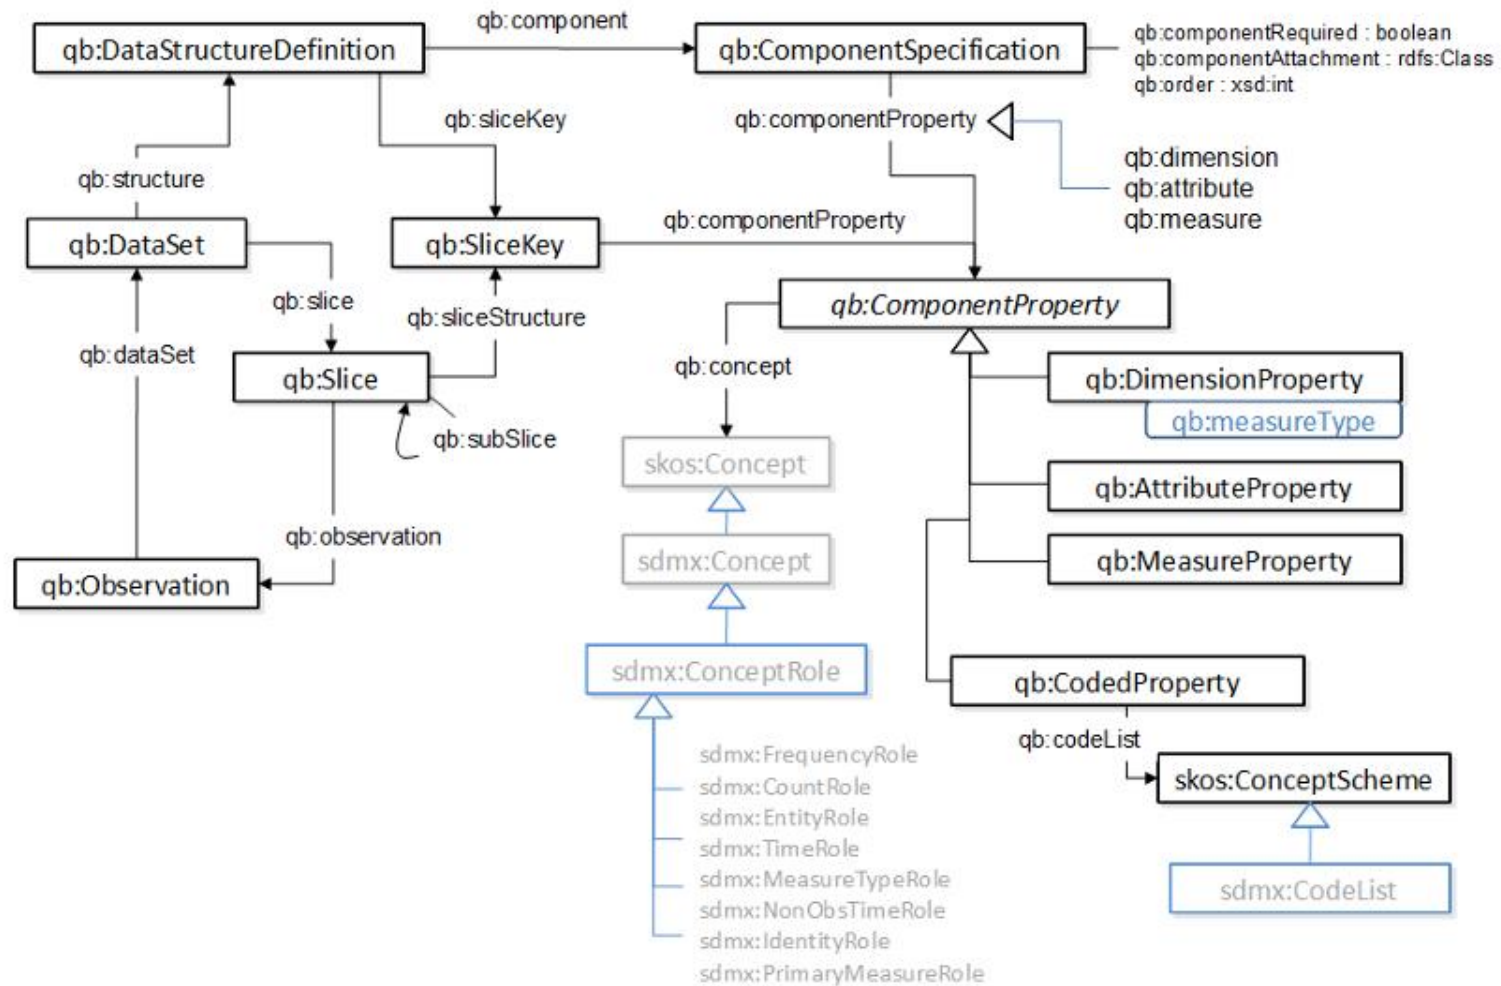 qb:component
qb:DataStructureDefinition
qb:ComponentSpecification
qb:componentRequired : boolean
qb:componentAttachment : rdfs:Class
qb:order : xsd:int
qb:sliceKey
qb:componentProperty
qb:dimension
qb:attribute
qb:measure
qb:structure
qb:DataSet
qb:SliceKey
qb:componentProperty
qb:slice
qb:sliceStructure
qb:ComponentProperty
qb:dataSet
qb:Slice
qb:concept
qb:DimensionProperty
qb:measureType
qb:subSlice
skos:Concept
qb:AttributeProperty
qb:observation
sdmx:Concept
qb:MeasureProperty
qb:Observation
sdmx:ConceptRole
qb:CodedProperty
qb:codeList
sdmx:FrequencyRole
sdmx:CountRole
sdmx:EntityRole
sdmx:TimeRole
sdmx:MeasureTypeRole
sdmx:NonObsTimeRole
sdmx:IdentityRole
sdmx:PrimaryMeasureRole
skos:ConceptScheme
sdmx:CodeList